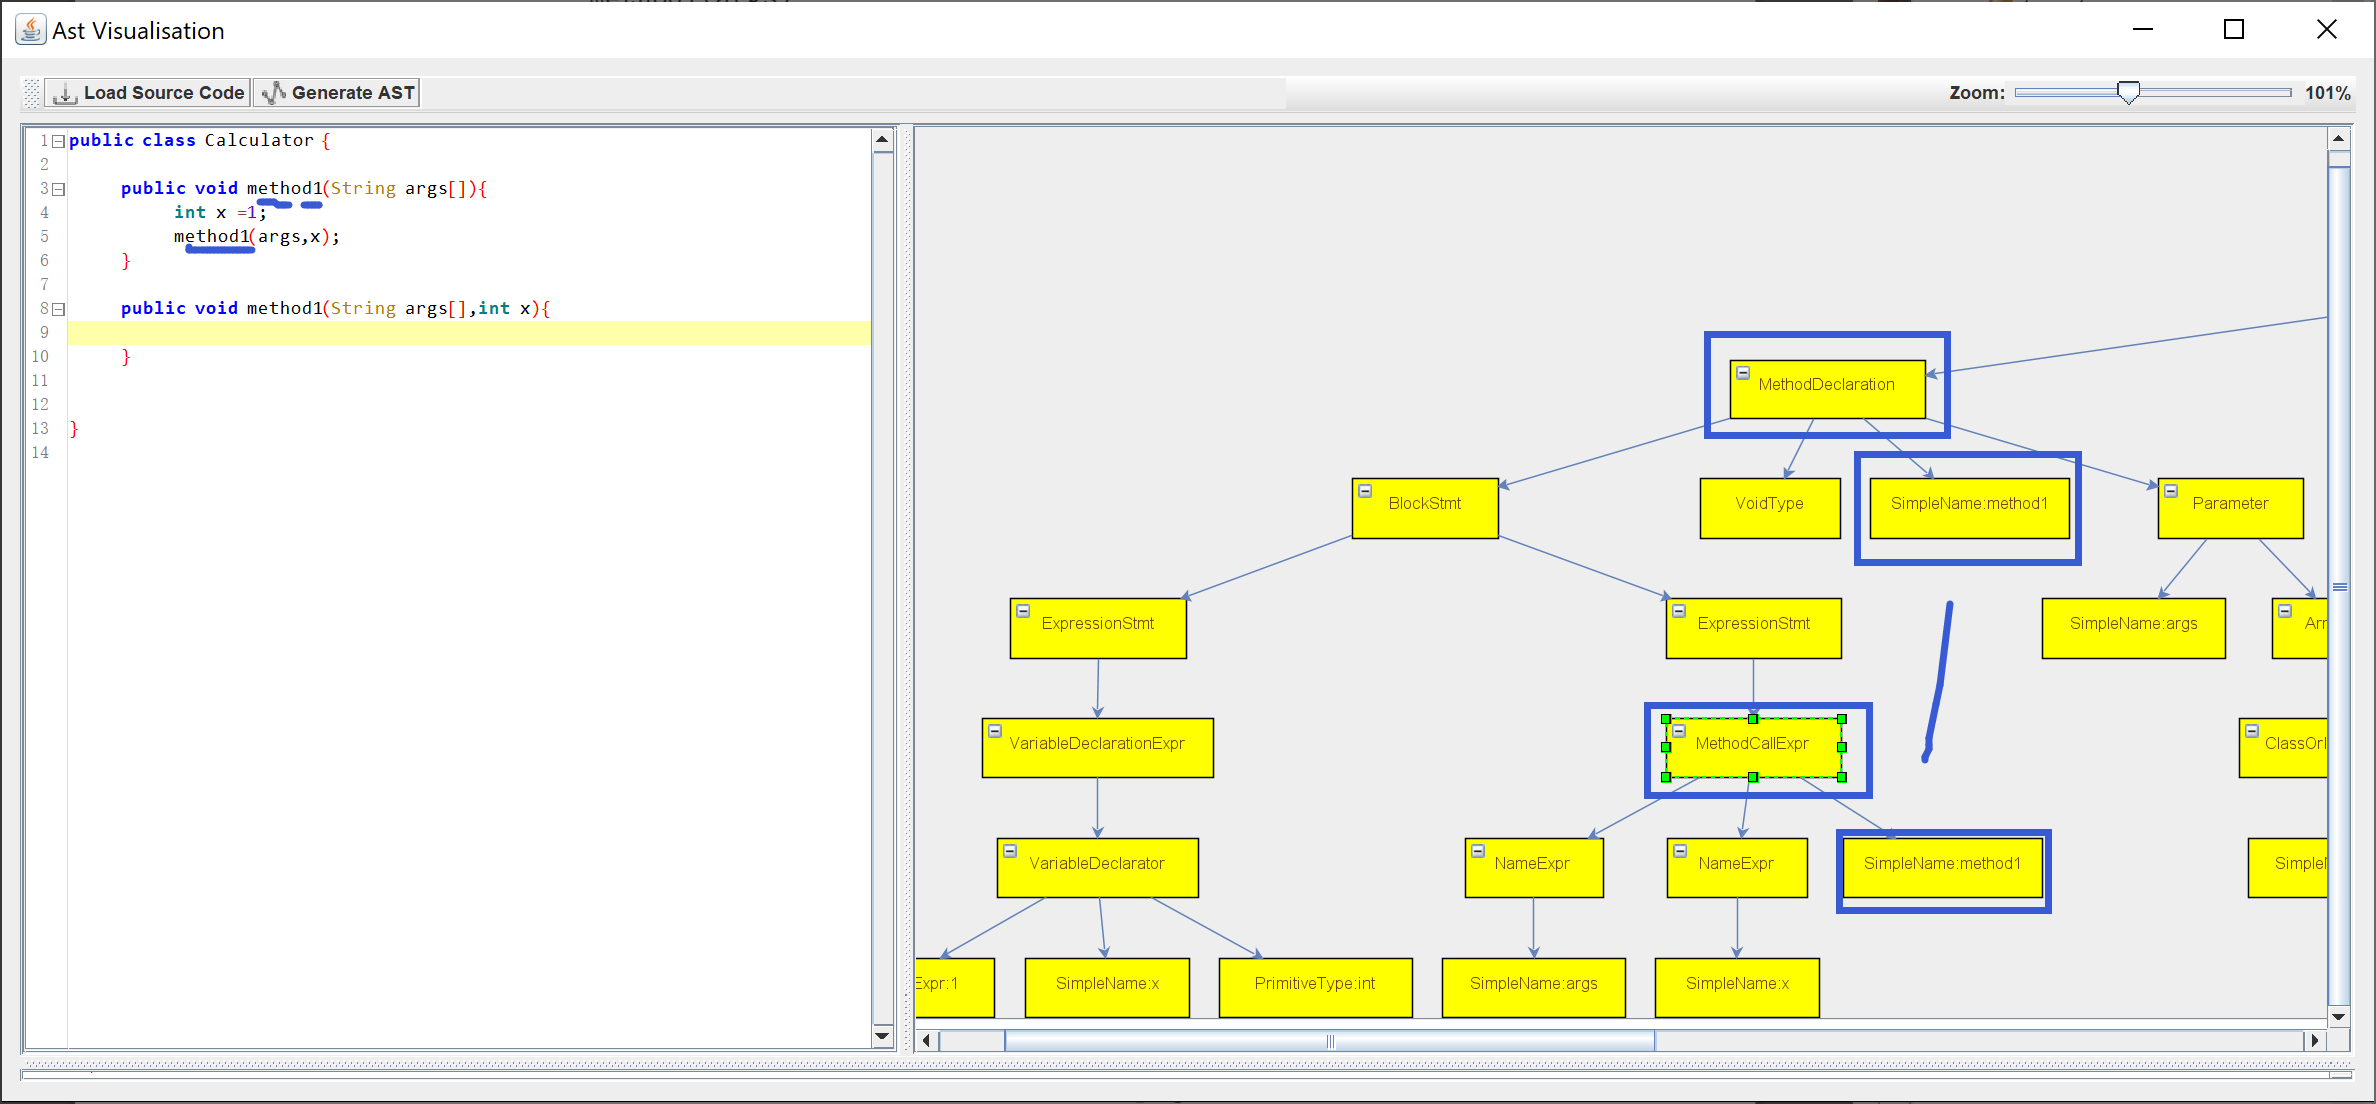 Ast Visualisation
Load Source Code Generate AST Zoom: 101%
1 public class Calculator {
2
3 public void method1(String args[]){
4 int x =1;
5 method1(args,x);
6 }
7
8 public void method1(String args[],int x){
9
10 }
11
12
13 }
14
MethodDeclaration
BlockStmt VoidType SimpleName:method1 Parameter
ExpressionStmt ExpressionStmt SimpleName:args Arr
VariableDeclarationExpr MethodCallExpr ClassOrI
VariableDeclarator NameExpr NameExpr SimpleName:method1 Simple
Expr:1 SimpleName:x PrimitiveType:int SimpleName:args SimpleName:x